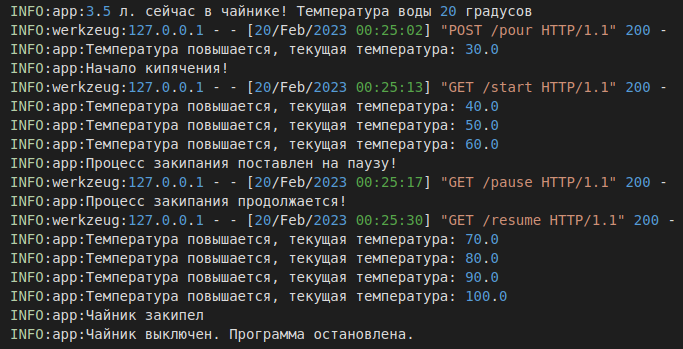 INFO:app:3.5 л. сейчас в чайнике! Температура воды 20 градусов
INFO:werkzeug:127.0.0.1 - - [20/Feb/2023 00:25:02] "POST /pour HTTP/1.1" 200 -
INFO:app:Температура повышается, текущая температура: 30.0
INFO:app:Начало кипячения!
INFO:werkzeug:127.0.0.1 - - [20/Feb/2023 00:25:13] "GET /start HTTP/1.1" 200 -
INFO:app:Температура повышается, текущая температура: 40.0
INFO:app:Температура повышается, текущая температура: 50.0
INFO:app:Температура повышается, текущая температура: 60.0
INFO:app:Процесс закипания поставлен на паузу!
INFO:werkzeug:127.0.0.1 - - [20/Feb/2023 00:25:17] "GET /pause HTTP/1.1" 200 -
INFO:app:Процесс закипания продолжается!
INFO:werkzeug:127.0.0.1 - - [20/Feb/2023 00:25:30] "GET /resume HTTP/1.1" 200 -
INFO:app:Температура повышается, текущая температура: 70.0
INFO:app:Температура повышается, текущая температура: 80.0
INFO:app:Температура повышается, текущая температура: 90.0
INFO:app:Температура повышается, текущая температура: 100.0
INFO:app:Чайник закипел
INFO:app:Чайник выключен. Программа остановлена.